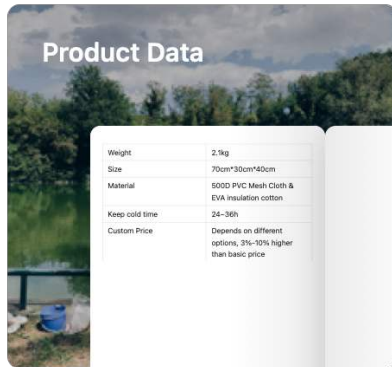 Product Data
Weight 2.1kg
Size 70cm*30cm*40cm
Material 500D PVC Mesh Cloth &
EVA insulation cotton
Keep cold time 24~36h
Custom Price Depends on different
options, 3%-10% higher
than basic price